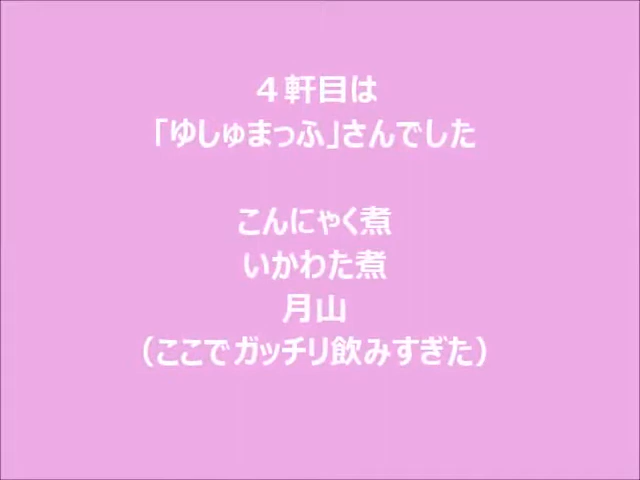 ４軒目は
「ゆしゅまっふ」さんでした
こんにゃく煮
いかわた煮
月山
（ここでガッチリ飲みすぎた）